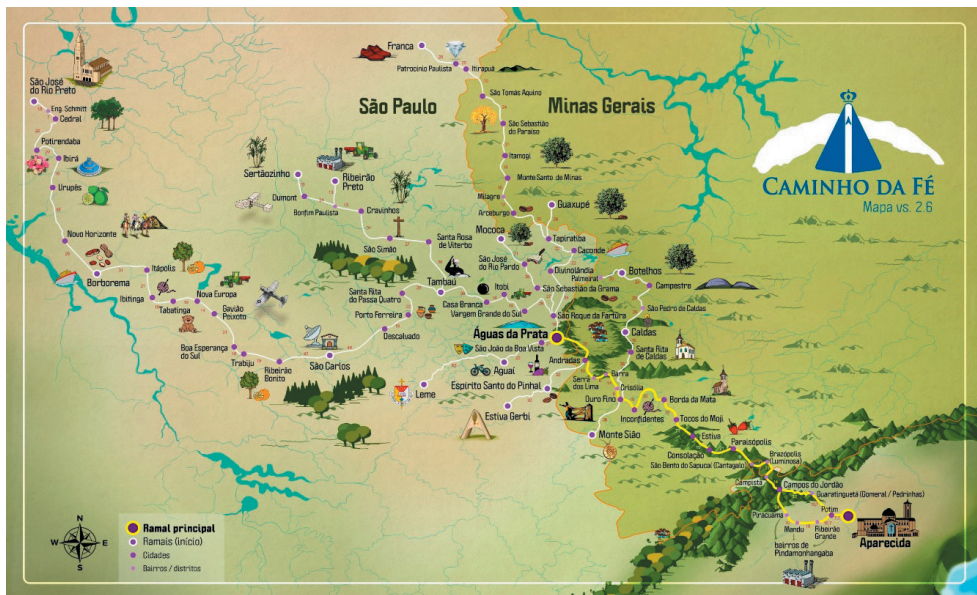 Franca
Patrocínio Paulista
Itirapuã
São José
do Rio Preto
Eng. Schmitt
Cedral
São Tomás Aquino
São Paulo
Minas Gerais
São Sebastião
do Paraíso
Potirendaba
Ibirá
Itamogi
Sertãozinho
Ribeirão
Preto
Monte Santo de Minas
CAMINHO DA FÉ
Mapa vs. 2.6
Urupês
Dumont
Bonfim Paulista
Cravinhos
Milagre
Arceburgo
Guaxupé
Mococa
Novo Horizonte
São Simão
Santa Rosa
de Viterbo
Tapiratiba
Caconde
São José
do Rio Pardo
Borborema
Itápolis
Tambaú
Divinolândia
Palmeiral
Botelhos
Ibitinga
Tabatinga
Nova Europa
Gavião
Peixoto
Santa Rita
do Passa Quatro
Itobi
Casa Branca
Vargem Grande do Sul
São Sebastião da Grama
Campestre
Porto Ferreira
São Pedro de Caldas
São Roque da Fartura
Descalvado
Águas da Prata
Caldas
Boa Esperança
do Sul
São João da Boa Vista
Trabiju
Ribeirão
Bonito
São Carlos
Aguaí
Andradas
Santa Rita
de Caldas
Leme
Espírito Santo do Pinhal
Serra
dos Lima
Barra
Crisólia
Estiva Gerbi
Ouro Fino
Inconfidentes
Borda da Mata
Tocos do Moji
Monte Sião
Estiva
Paraisópolis
Consolação
Brazópolis
(Luminosa)
São Bento do Sapucaí (Cantagalo)
Campista
Campos do Jordão
Guaratinguetá (Gomeral / Pedrinhas)
Piracuama
Potim
Mandu
Ribeirão
Grande
Aparecida
bairros de
Pindamonhangaba
N
W
E
S
Ramal principal
Ramais (início)
Cidades
Bairros / distritos